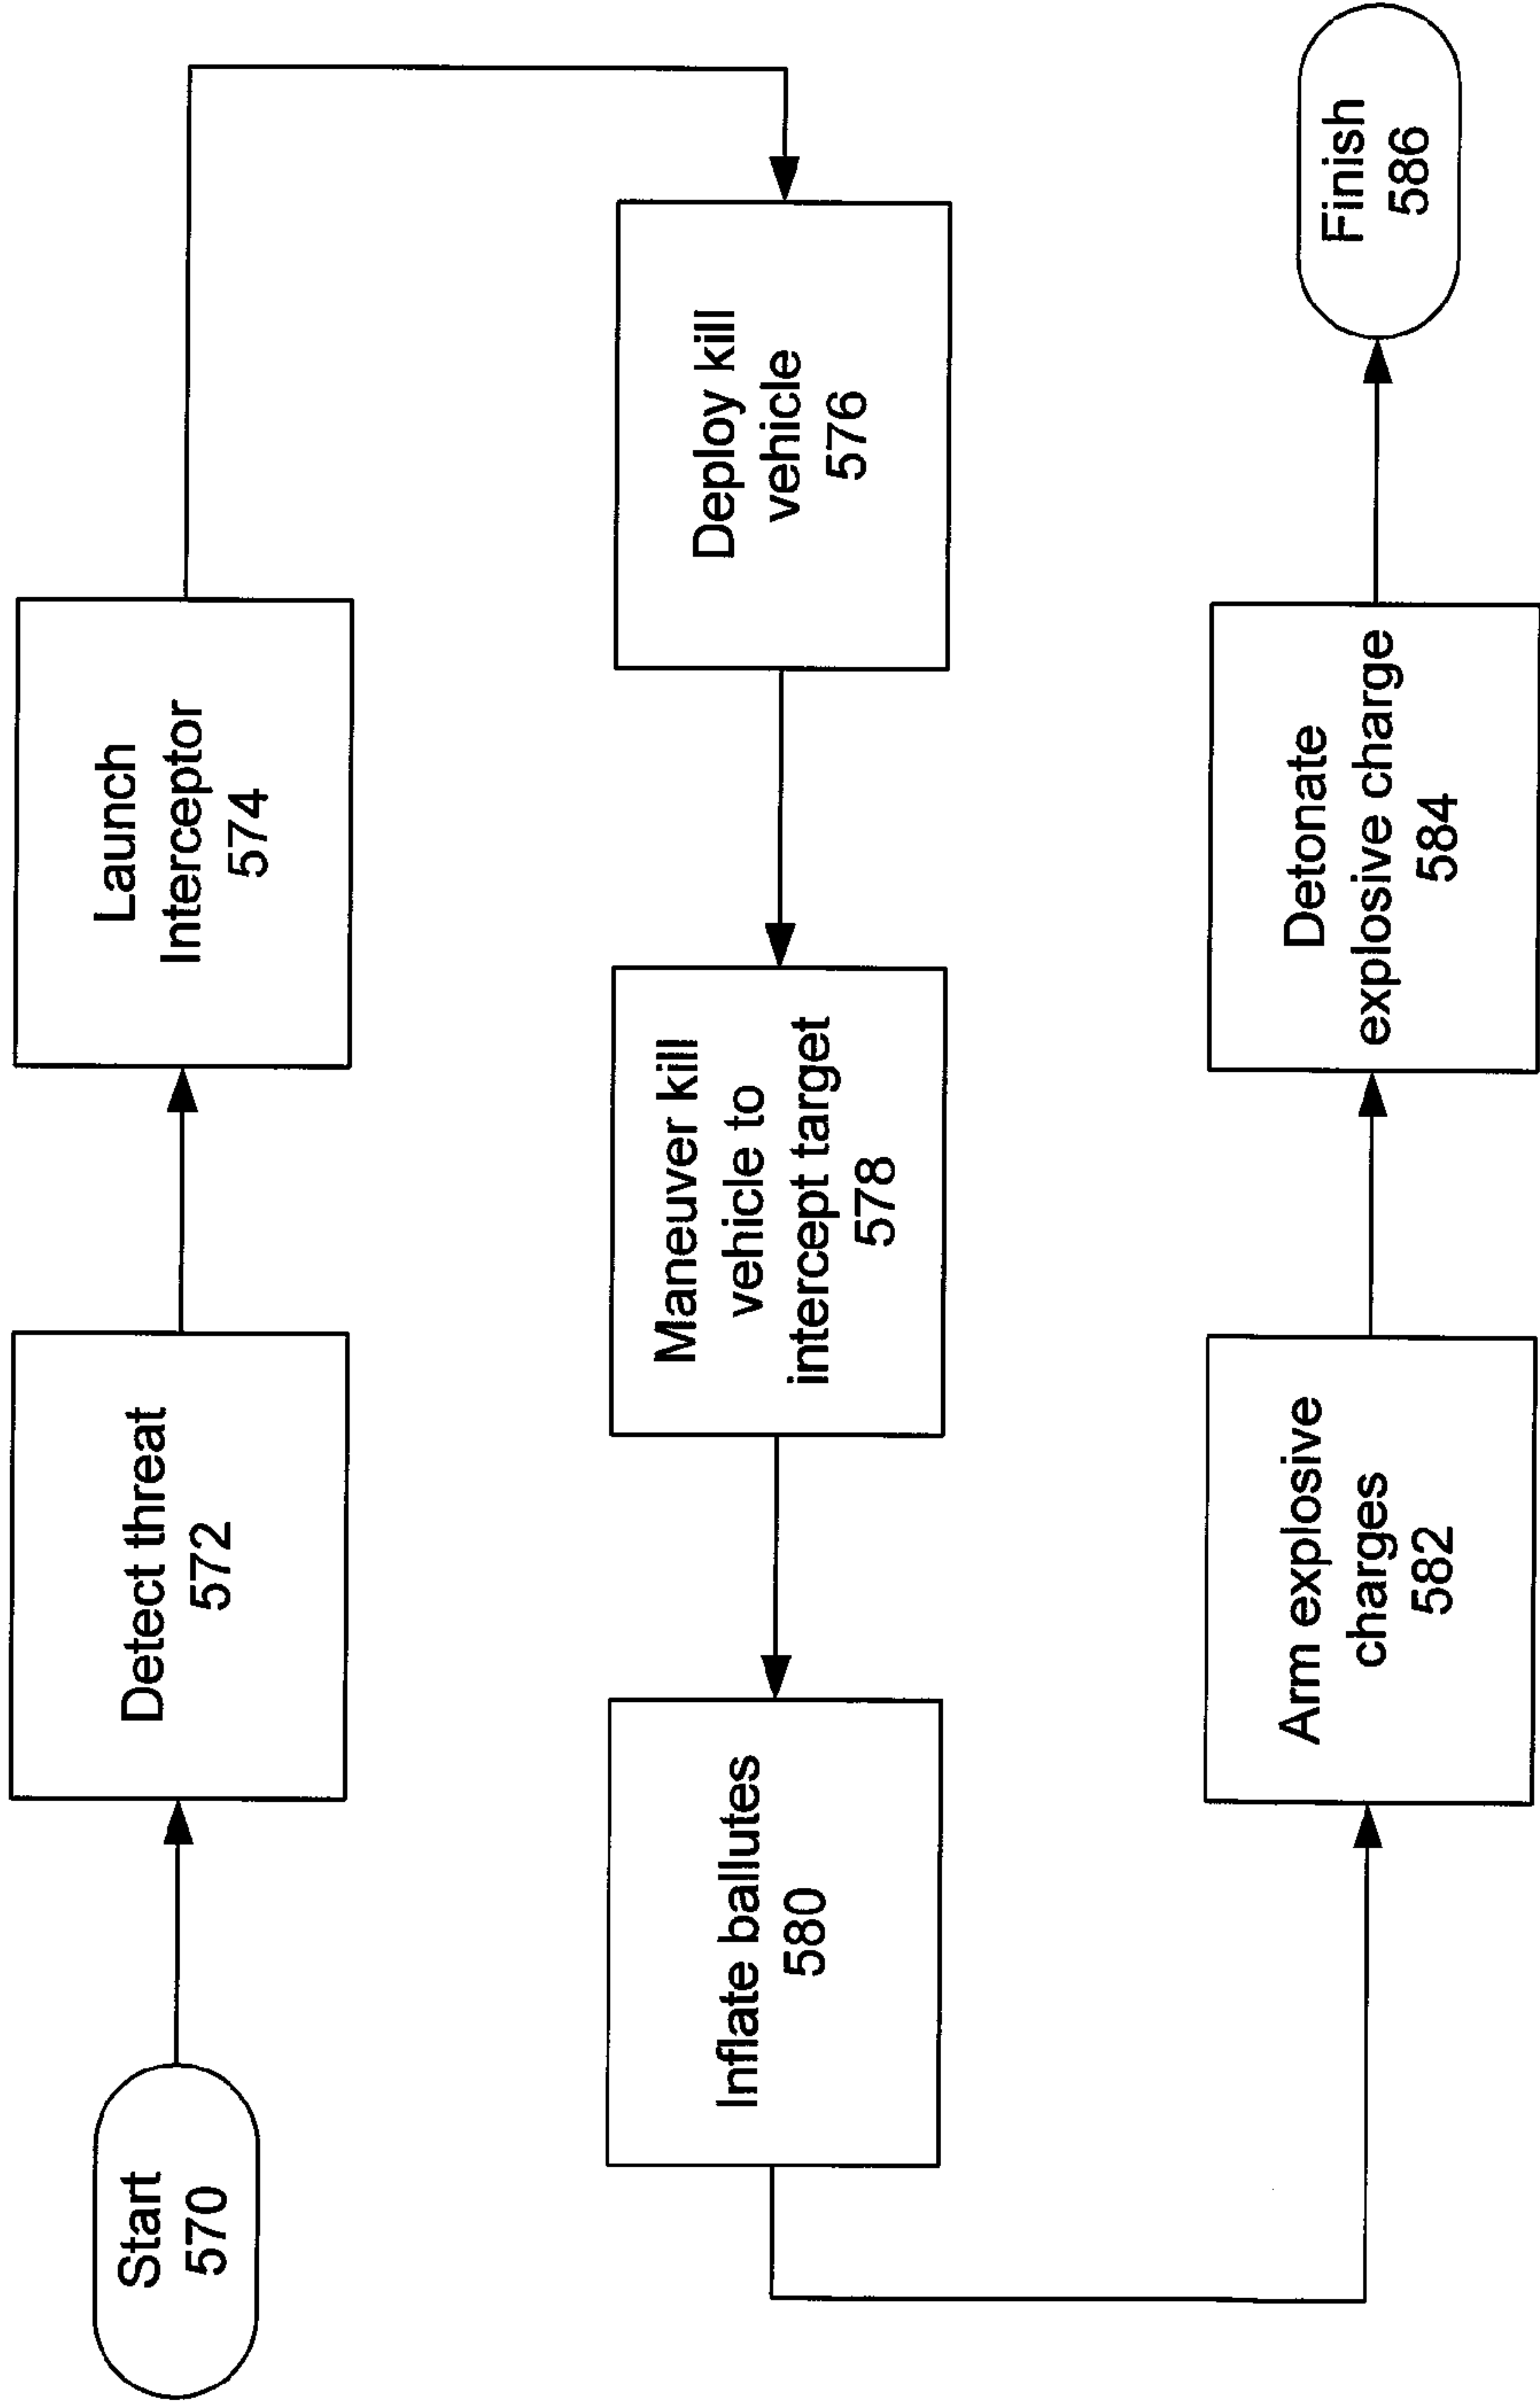 Start
570
Detect threat
572
Launch
Interceptor
574
Deploy kill
vehicle
576
Maneuver kill
vehicle to
intercept target
578
Inflate ballutes
580
Arm explosive
charges
582
Detonate
explosive charge
584
Finish
586